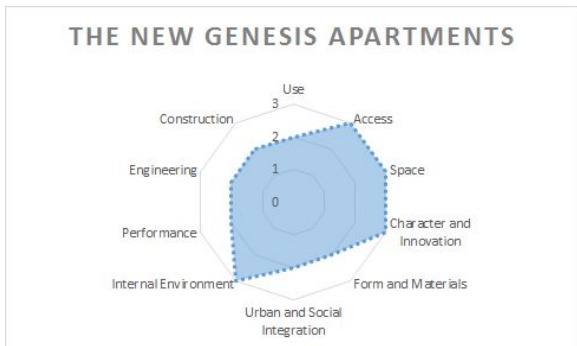 THE NEW GENESIS APARTMENTS
Use
Access
Space
Character and
Innovation
Form and Materials
Urban and Social
Integration
Internal Environment
Performance
Engineering
Construction
3
2
1
0